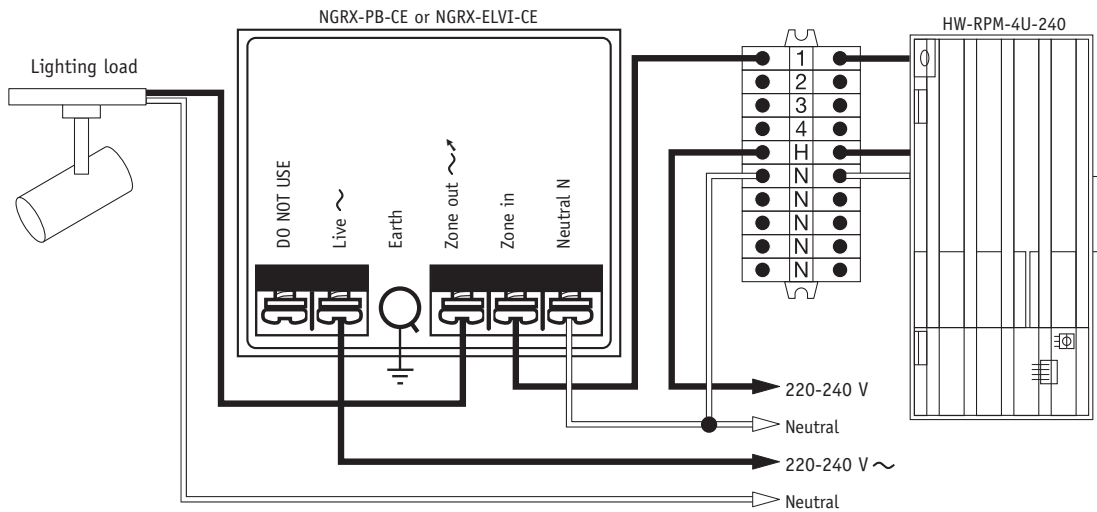 NGRX-PB-CE or NGRX-ELVI-CE
HW-RPM-4U-240
Lighting load
DO NOT USE
Live
Earth
Zone out
Zone in
Neutral N
1
2
3
4
H
N
N
N
N
N
220-240 V
Neutral
220-240 V
Neutral